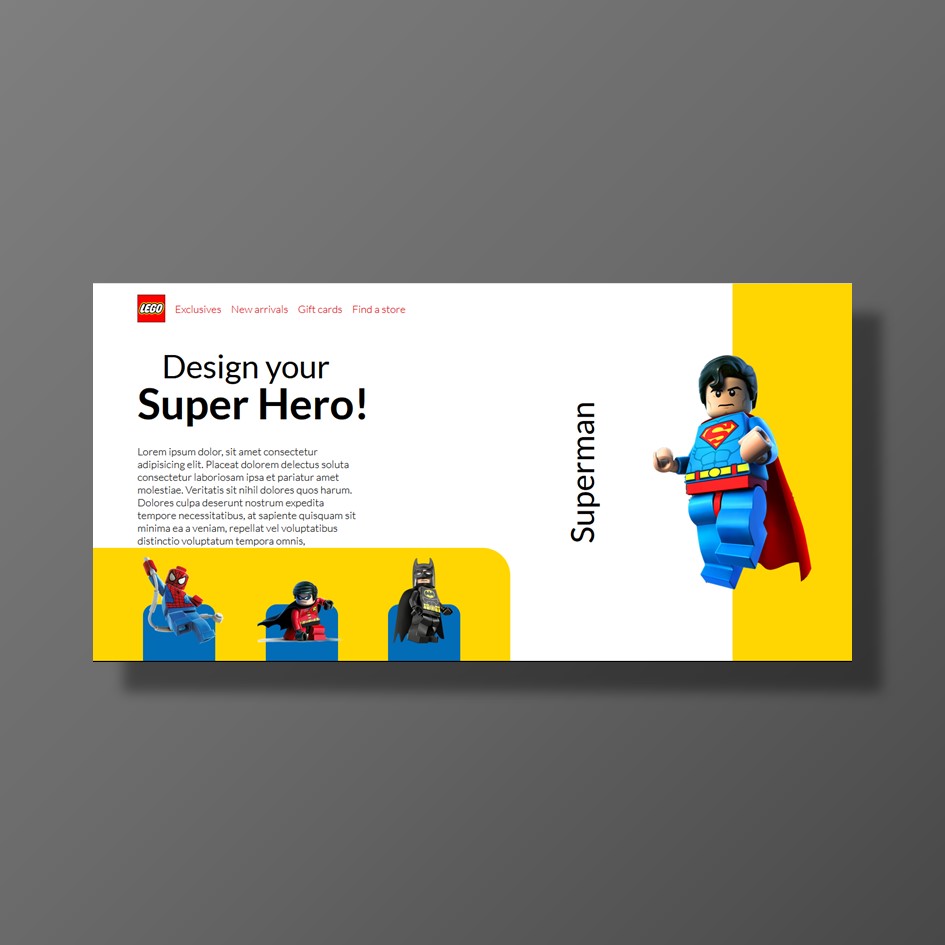 LEGO
Exclusives New arrivals Gift cards Find a store
Design your
Super Hero!
Lorem ipsum dolor, sit amet consectetur
adipisicing elit. Placeat dolorem delectus soluta
consectetur laboriosam ipsa et pariatur amet
molestiae. Veritatis sit nihil dolores quos harum.
Dolores culpa deserunt nostrum expedita
tempore necessitatibus, at sapiente quisquam sit
minima ea a veniam, repellat vel voluptatibus
distinctio voluptatum tempora omnis,
Superman
S